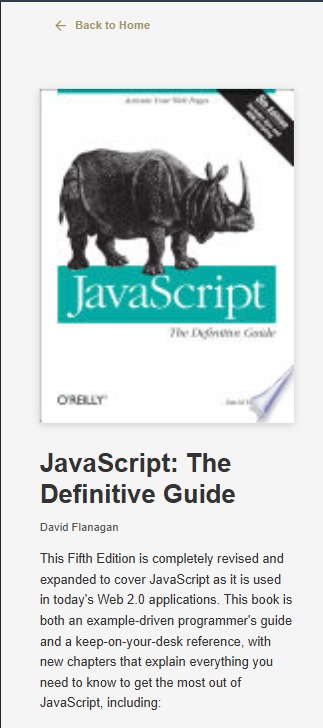 Back to Home
Activate Your Web Pages
5th Edition
JavaScript
The Definitive Guide
O'REILLY®
JavaScript: The
Definitive Guide
David Flanagan
This Fifth Edition is completely revised and
expanded to cover JavaScript as it is used
in today's Web 2.0 applications. This book is
both an example-driven programmer's guide
and a keep-on-your-desk reference, with
new chapters that explain everything you
need to know to get the most out of
JavaScript, including: